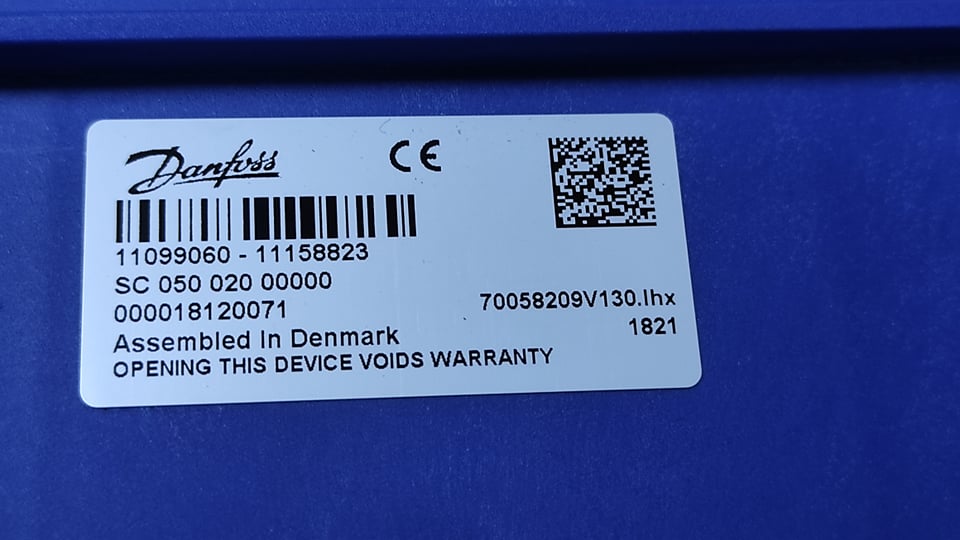 Danfoss CE
11099060 - 11158823
SC 050 020 00000
000018120071
70058209V130.lhx
1821
Assembled In Denmark
OPENING THIS DEVICE VOIDS WARRANTY